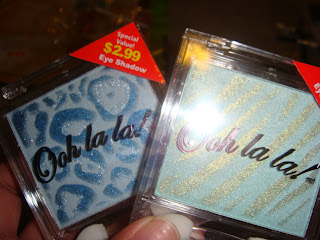 Special
Value!
$2.99
Eye Shadow
Ooh la la!
Ooh la la!